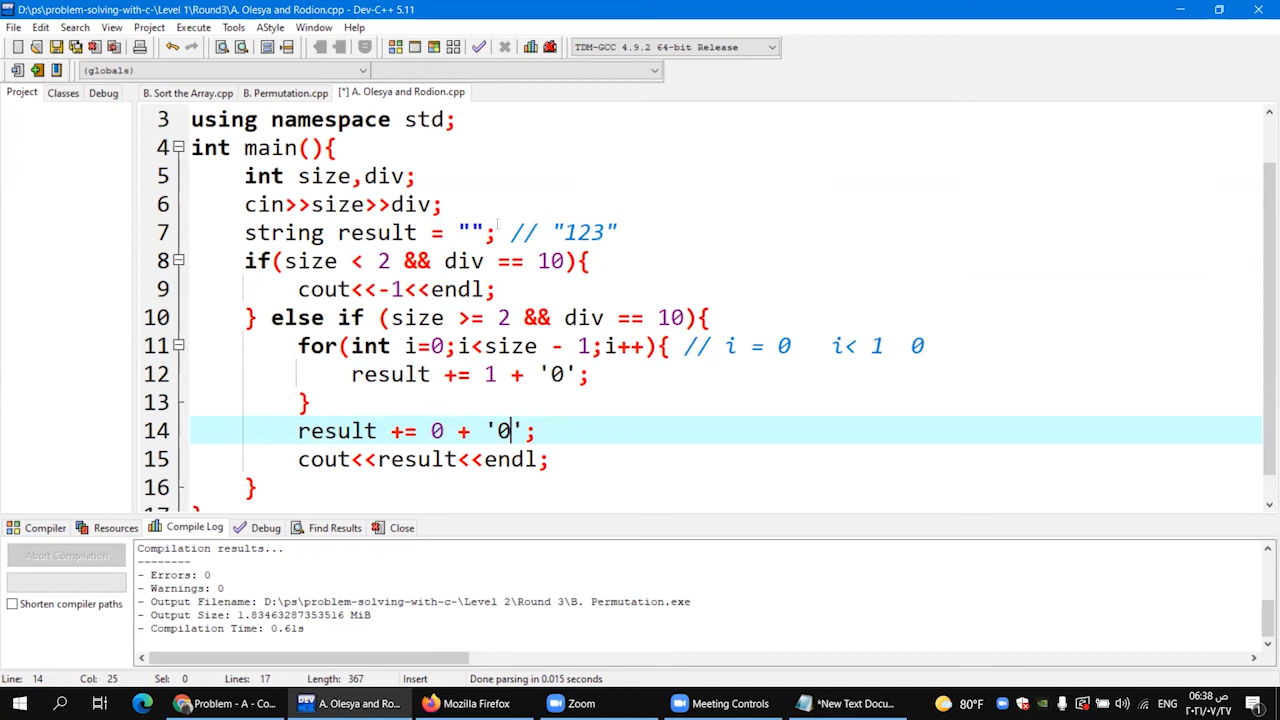 D:\ps\problem-solving-with-c-\Level 1\Round3\A. Olesya and Rodion.cpp - Dev-C++ 5.11
File Edit Search View Project Execute Tools AStyle Window Help
TDM-GCC 4.9.2 64-bit Release
(globals)
Project Classes Debug B. Sort the Array.cpp B. Permutation.cpp [*] A. Olesya and Rodion.cpp
3 using namespace std;
4 int main(){
5 int size,div;
6 cin>>size>>div;
7 string result = ""; // "123"
8 if(size < 2 && div == 10){
9 cout<<-1<<endl;
10 } else if (size >= 2 && div == 10){
11 for(int i=0;i<size - 1;i++){ // i = 0 i< 1 0
12 result += 1 + '0';
13 }
14 result += 0 + '0';
15 cout<<result<<endl;
16 }
17 }
Compiler Resources Compile Log Debug Find Results Close
Abort Compilation
Shorten compiler paths
Compilation results...
--------
- Errors: 0
- Warnings: 0
- Output Filename: D:\ps\problem-solving-with-c-\Level 2\Round 3\B. Permutation.exe
- Output Size: 1.83463287353516 MiB
- Compilation Time: 0.61s
Line: 14 Col: 25 Sel: 0 Lines: 17 Length: 367 Insert Done parsing in 0.015 seconds
Problem - A - Co... A. Olesya and Ro... Mozilla Firefox Zoom Meeting Controls *New Text Docu... 80°F ENG
06:38 ص